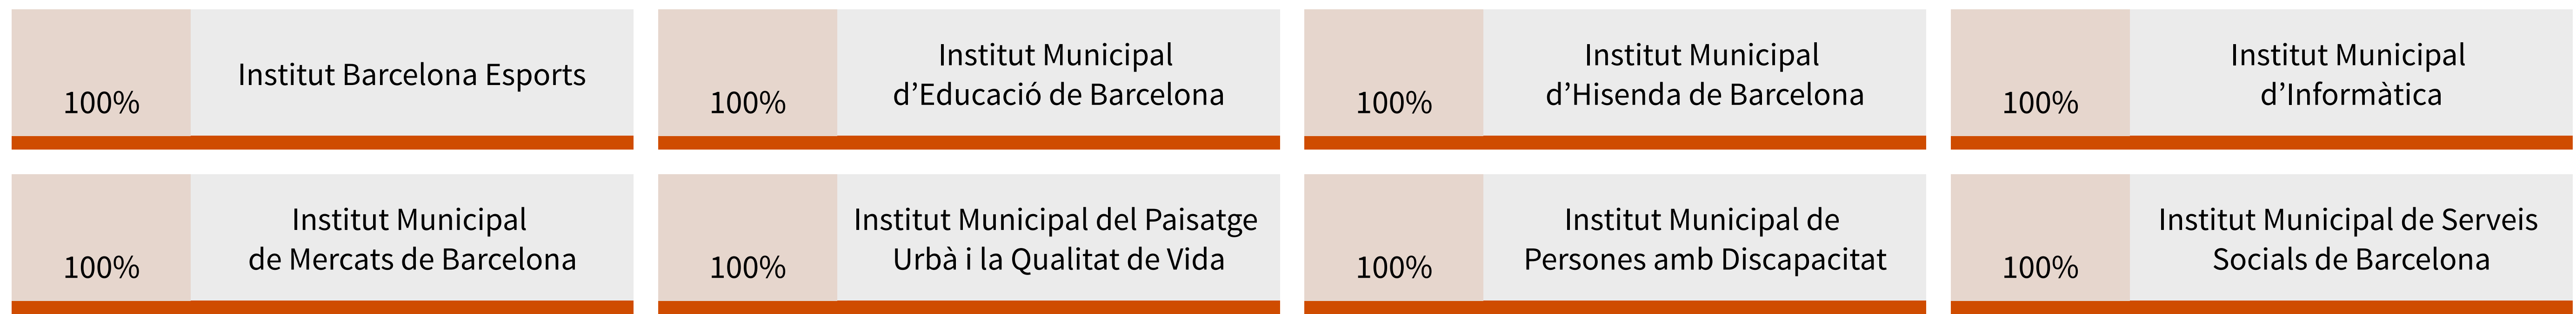 100%
Institut Barcelona Esports
100%
Institut Municipal
d’Educació de Barcelona
100%
Institut Municipal
d’Hisenda de Barcelona
100%
Institut Municipal
d’Informàtica
100%
Institut Municipal
de Mercats de Barcelona
100%
Institut Municipal del Paisatge
Urbà i la Qualitat de Vida
100%
Institut Municipal de
Persones amb Discapacitat
100%
Institut Municipal de Serveis
Socials de Barcelona